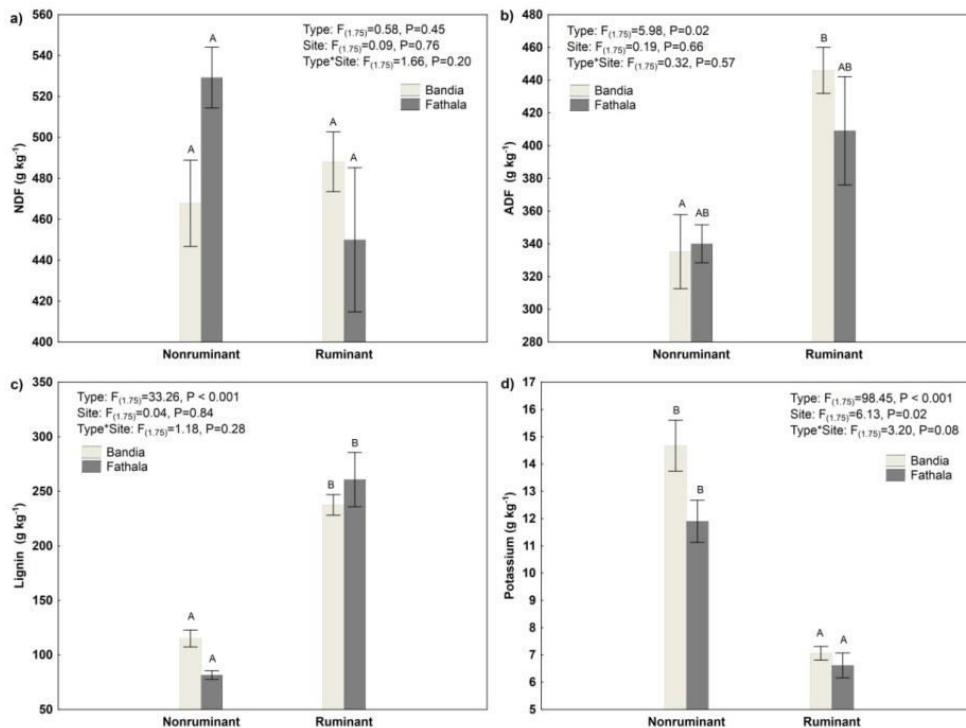 a)
560
540
520
500
480
460
440
420
400
NDF (g kg-1)
Type: F(1.75)=0.58, P=0.45
Site: F(1.75)=0.09, P=0.76
Type*Site: F(1.75)=1.66, P=0.20
Bandia
Fathala
A
A
A
A
Nonruminant
Ruminant
b)
480
460
440
420
400
380
360
340
320
300
280
ADF (g kg-1)
Type: F(1.75)=5.98, P=0.02
Site: F(1.75)=0.19, P=0.66
Type*Site: F(1.75)=0.32, P=0.57
Bandia
Fathala
A
AB
B
AB
Nonruminant
Ruminant
c)
350
300
250
200
150
100
50
Lignin (g kg-1)
Type: F(1.75)=33.26, P < 0.001
Site: F(1.75)=0.04, P=0.84
Type*Site: F(1.75)=1.18, P=0.28
Bandia
Fathala
A
A
B
B
Nonruminant
Ruminant
d)
17
16
15
14
13
12
11
10
9
8
7
6
5
Potassium (g kg-1)
Type: F(1.75)=98.45, P < 0.001
Site: F(1.75)=6.13, P=0.02
Type*Site: F(1.75)=3.20, P=0.08
Bandia
Fathala
B
B
A
A
Nonruminant
Ruminant